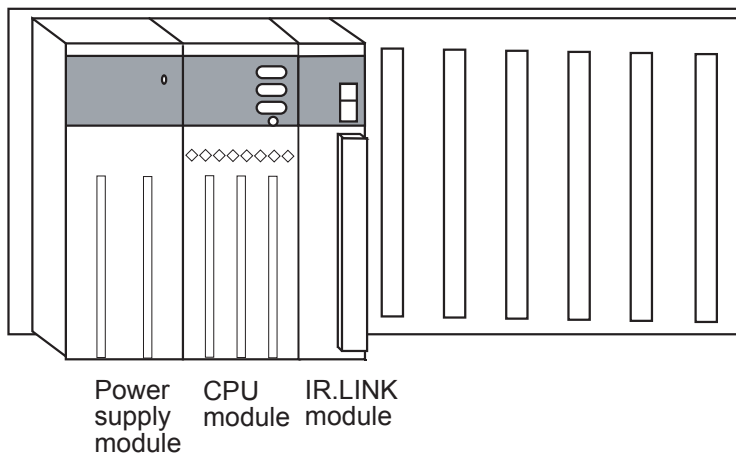 Power
supply
module
CPU
module
IR.LINK
module